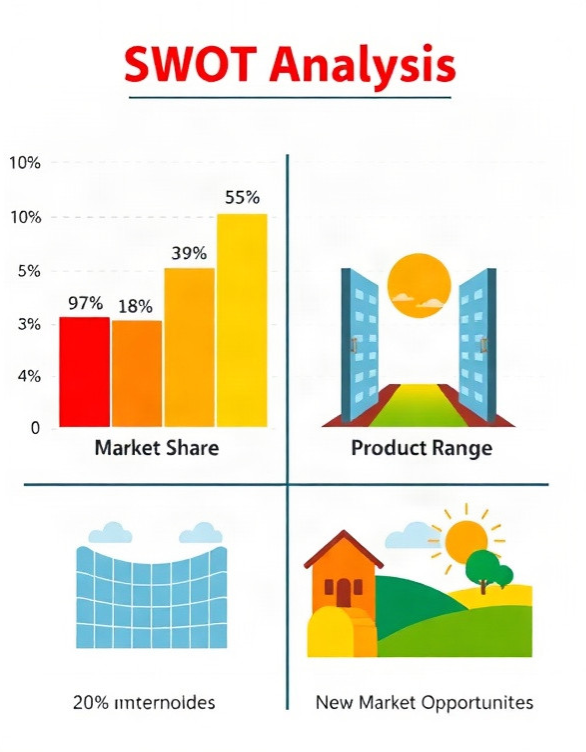 SWOT Analysis
10%
10%
5%
3%
4%
0
97%
18%
39%
55%
Market Share
Product Range
20%
New Market Opportunites